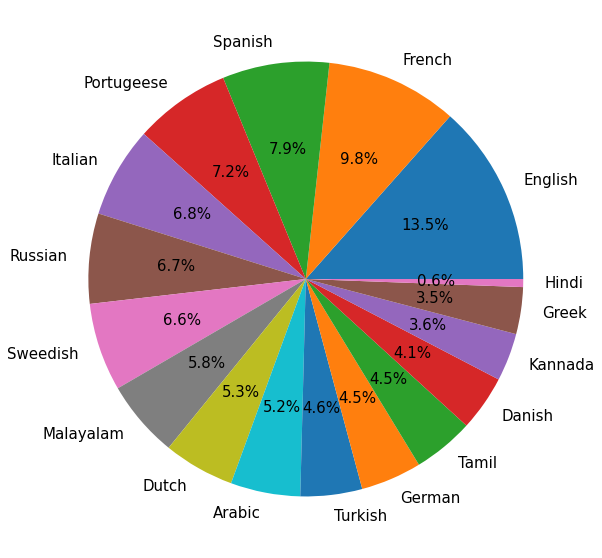 Spanish
French
Portugeese
7.9%
9.8%
Italian
7.2%
English
6.8%
13.5%
Russian
6.7%
0.6%
Hindi
3.5%
Greek
6.6%
3.6%
Sweedish
4.1%
Kannada
5.8%
4.5%
5.3%
4.5%
5.2%
4.6%
Danish
Malayalam
Tamil
Dutch
German
Arabic
Turkish